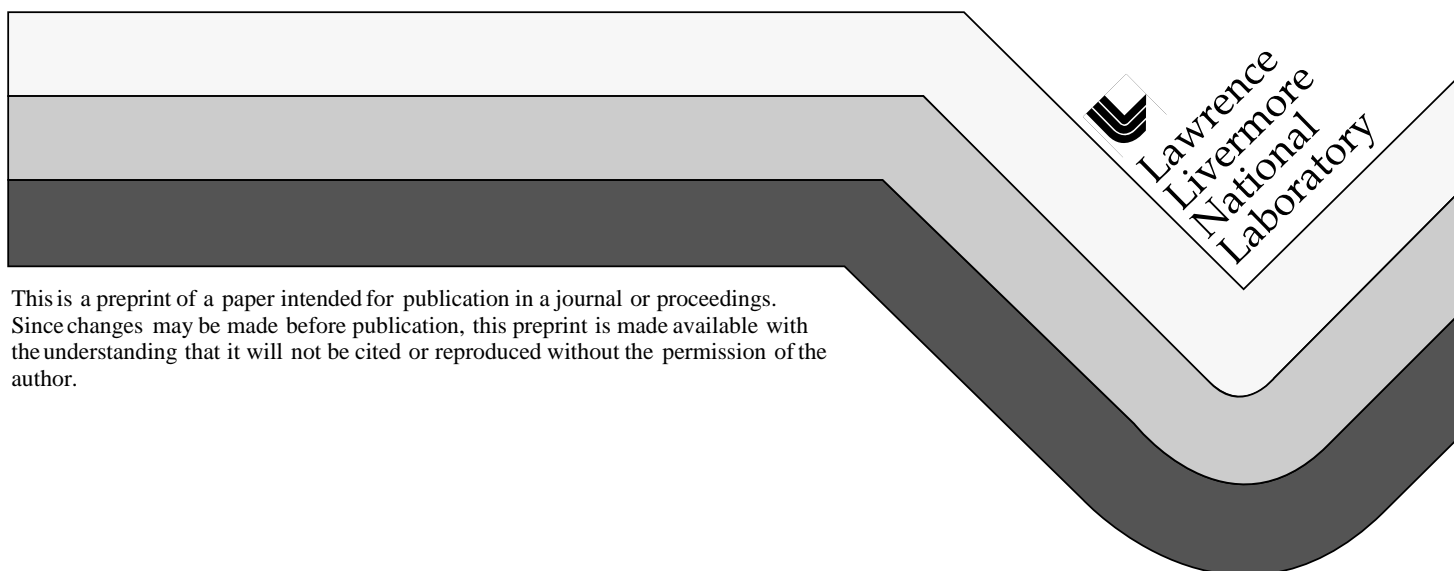 Lawrence
Livermore
National
Laboratory
This is a preprint of a paper intended for publication in a journal or proceedings.
Since changes may be made before publication, this preprint is made available with
the understanding that it will not be cited or reproduced without the permission of the
author.